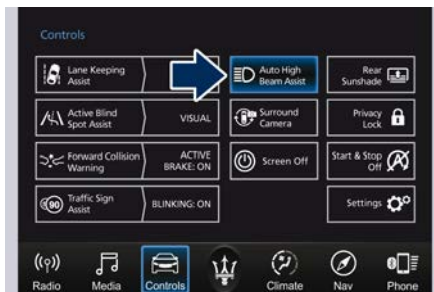 Controls
Lane Keeping
Assist
Auto High
Beam Assist
Rear
Sunshade
Active Blind
Spot Assist
VISUAL
Surround
Camera
Privacy
Lock
Forward Collision
Warning
ACTIVE
BRAKE: ON
Screen Off
Start & Stop
Off
90
Traffic Sign
Assist
BLINKING: ON
Settings
Radio
Media
Controls
Climate
Nav
Phone